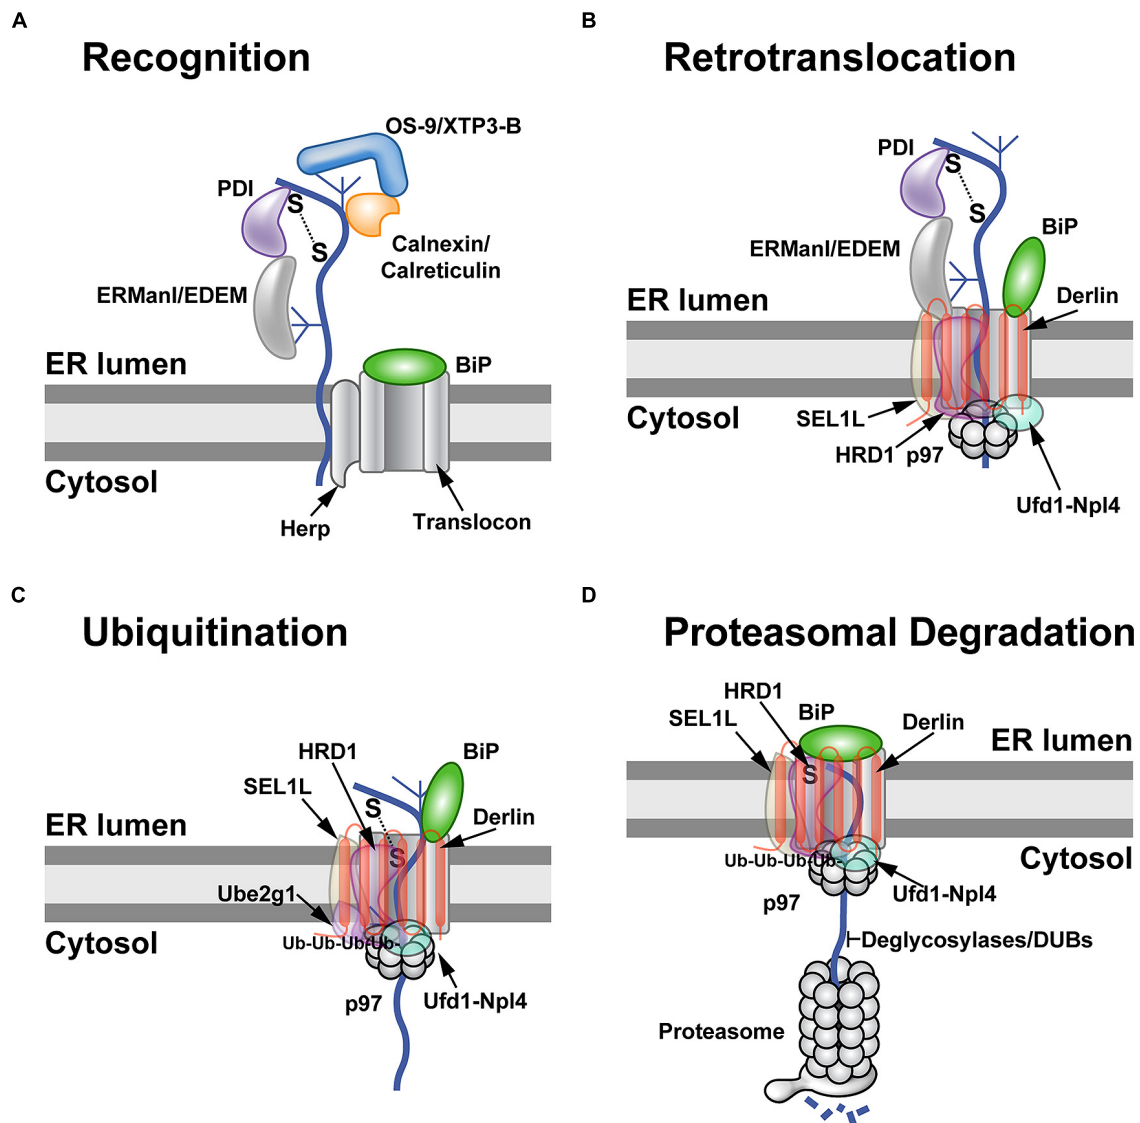 A
Recognition
OS-9/XTP3-B
PDI
S
S
Calnexin/
Calreticulin
ERManI/EDEM
ER lumen
BiP
Cytosol
Herp
Translocon
B
Retrotranslocation
PDI
S
S
BiP
ERManI/EDEM
ER lumen
Derlin
SEL1L
Cytosol
HRD1
p97
Ufd1-Npl4
C
Ubiquitination
HRD1
BiP
SEL1L
S
Derlin
ER lumen
S
Ube2g1
Cytosol
Ub-Ub-Ub-Ub-
p97
Ufd1-Npl4
D
Proteasomal Degradation
HRD1
SEL1L
BiP
Derlin
ER lumen
S
Ub-Ub-Ub-Ub-
Cytosol
p97
Ufd1-Npl4
Deglycosylases/DUBs
Proteasome